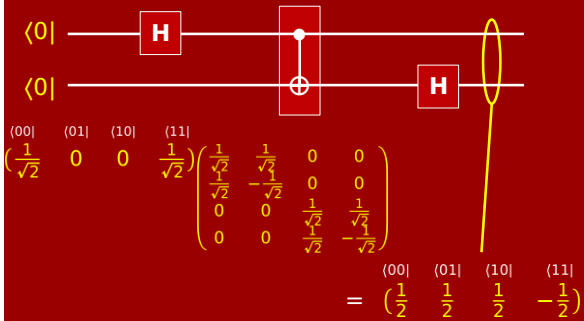 ⟨0| H
⟨0| H
⟨00| ⟨01| ⟨10| ⟨11|
(1/√2 0 0 1/√2)
(1/√2 1/√2 0 0
1/√2 −1/√2 0 0
0 0 1/√2 1/√2
0 0 1/√2 −1/√2)
⟨00| ⟨01| ⟨10| ⟨11|
= (1/2 1/2 1/2 −1/2)